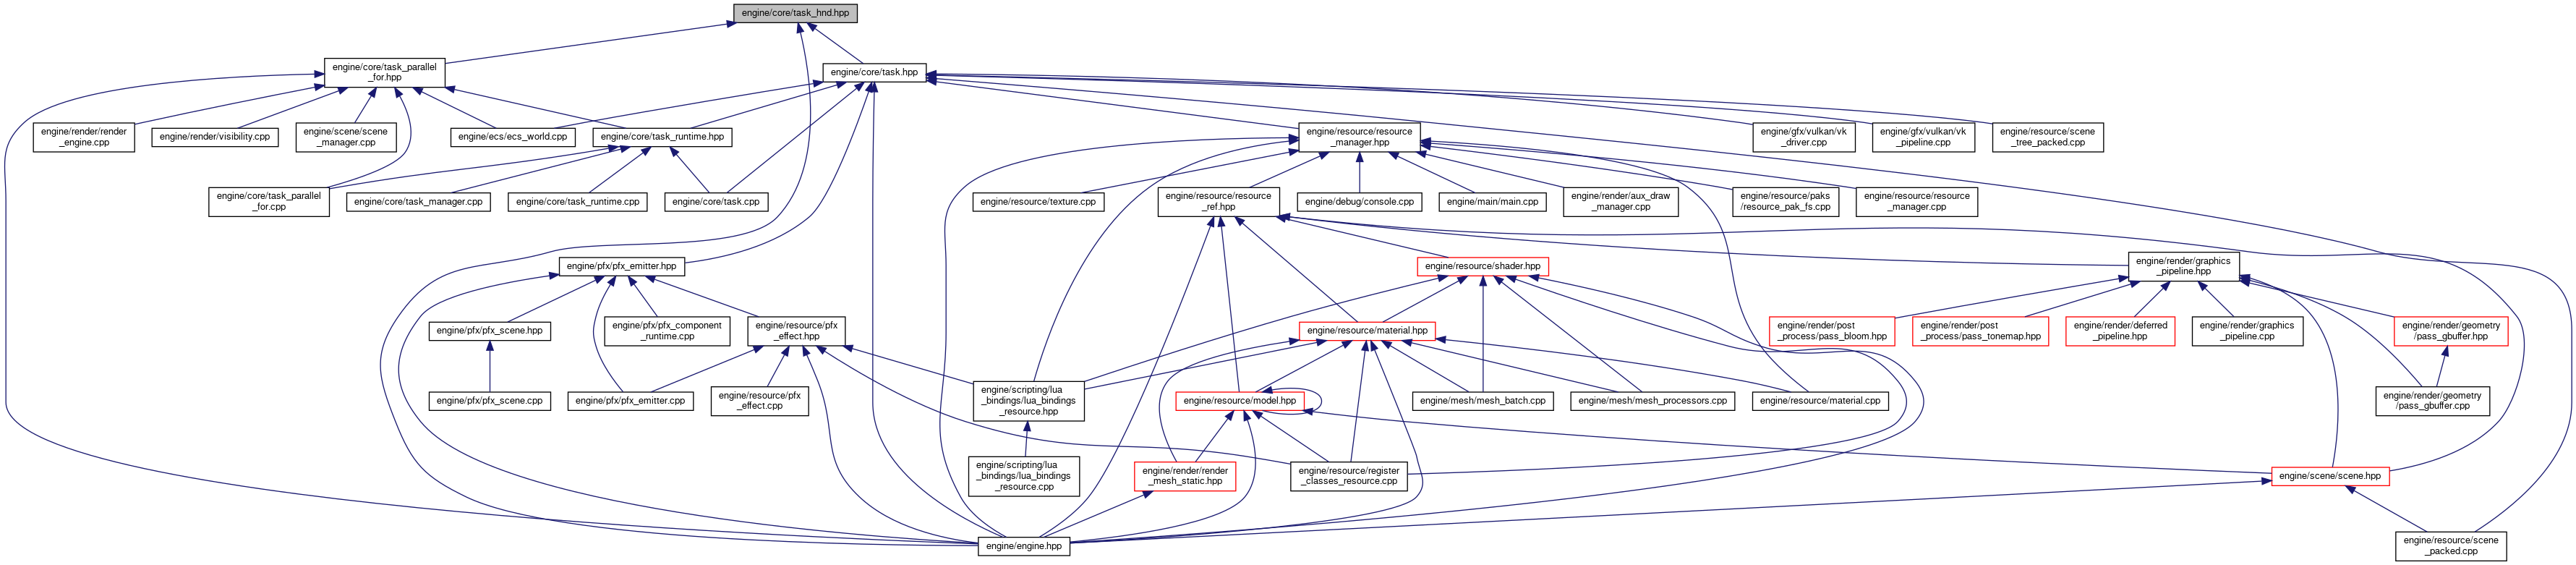 engine/core/task_hnd.hpp
engine/core/task_parallel
_for.hpp
engine/core/task.hpp
engine/render/render
_engine.cpp
engine/render/visibility.cpp
engine/scene/scene
_manager.cpp
engine/ecs/ecs_world.cpp
engine/core/task_runtime.hpp
engine/resource/resource
_manager.hpp
engine/gfx/vulkan/vk
_driver.cpp
engine/gfx/vulkan/vk
_pipeline.cpp
engine/resource/scene
_tree_packed.cpp
engine/core/task_parallel
_for.cpp
engine/core/task_manager.cpp
engine/core/task_runtime.cpp
engine/core/task.cpp
engine/resource/texture.cpp
engine/resource/resource
_ref.hpp
engine/debug/console.cpp
engine/main/main.cpp
engine/render/aux_draw
_manager.cpp
engine/resource/paks
/resource_pak_fs.cpp
engine/resource/resource
_manager.cpp
engine/pfx/pfx_emitter.hpp
engine/resource/shader.hpp
engine/render/graphics
_pipeline.hpp
engine/pfx/pfx_scene.hpp
engine/pfx/pfx_component
_runtime.cpp
engine/resource/pfx
_effect.hpp
engine/resource/material.hpp
engine/render/post
_process/pass_bloom.hpp
engine/render/post
_process/pass_tonemap.hpp
engine/render/deferred
_pipeline.hpp
engine/render/graphics
_pipeline.cpp
engine/render/geometry
/pass_gbuffer.hpp
engine/pfx/pfx_scene.cpp
engine/pfx/pfx_emitter.cpp
engine/resource/pfx
_effect.cpp
engine/scripting/lua
_bindings/lua_bindings
_resource.hpp
engine/resource/model.hpp
engine/mesh/mesh_batch.cpp
engine/mesh/mesh_processors.cpp
engine/resource/material.cpp
engine/render/geometry
/pass_gbuffer.cpp
engine/scripting/lua
_bindings/lua_bindings
_resource.cpp
engine/render/render
_mesh_static.hpp
engine/resource/register
_classes_resource.cpp
engine/scene/scene.hpp
engine/engine.hpp
engine/resource/scene
_packed.cpp